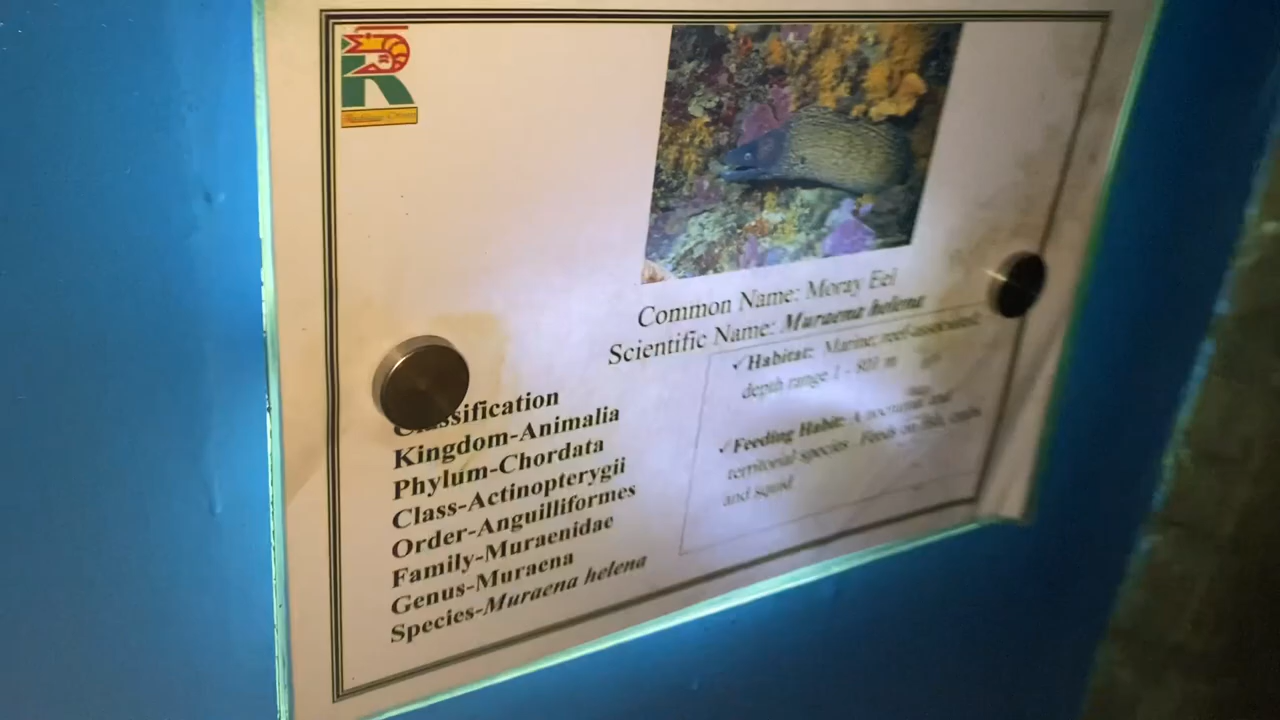 Common Name: Moray Eel
Scientific Name: Muraena helena
Classification
Kingdom-Animalia
Phylum-Chordata
Class-Actinopterygii
Order-Anguilliformes
Family-Muraenidae
Genus-Muraena
Species-Muraena helena
✓Habitat: Marine; reef-associated;
depth range 1 - 801 m
✓Feeding Habit: A nocturnal and
territorial species. Feeds on fish, crabs
and squid